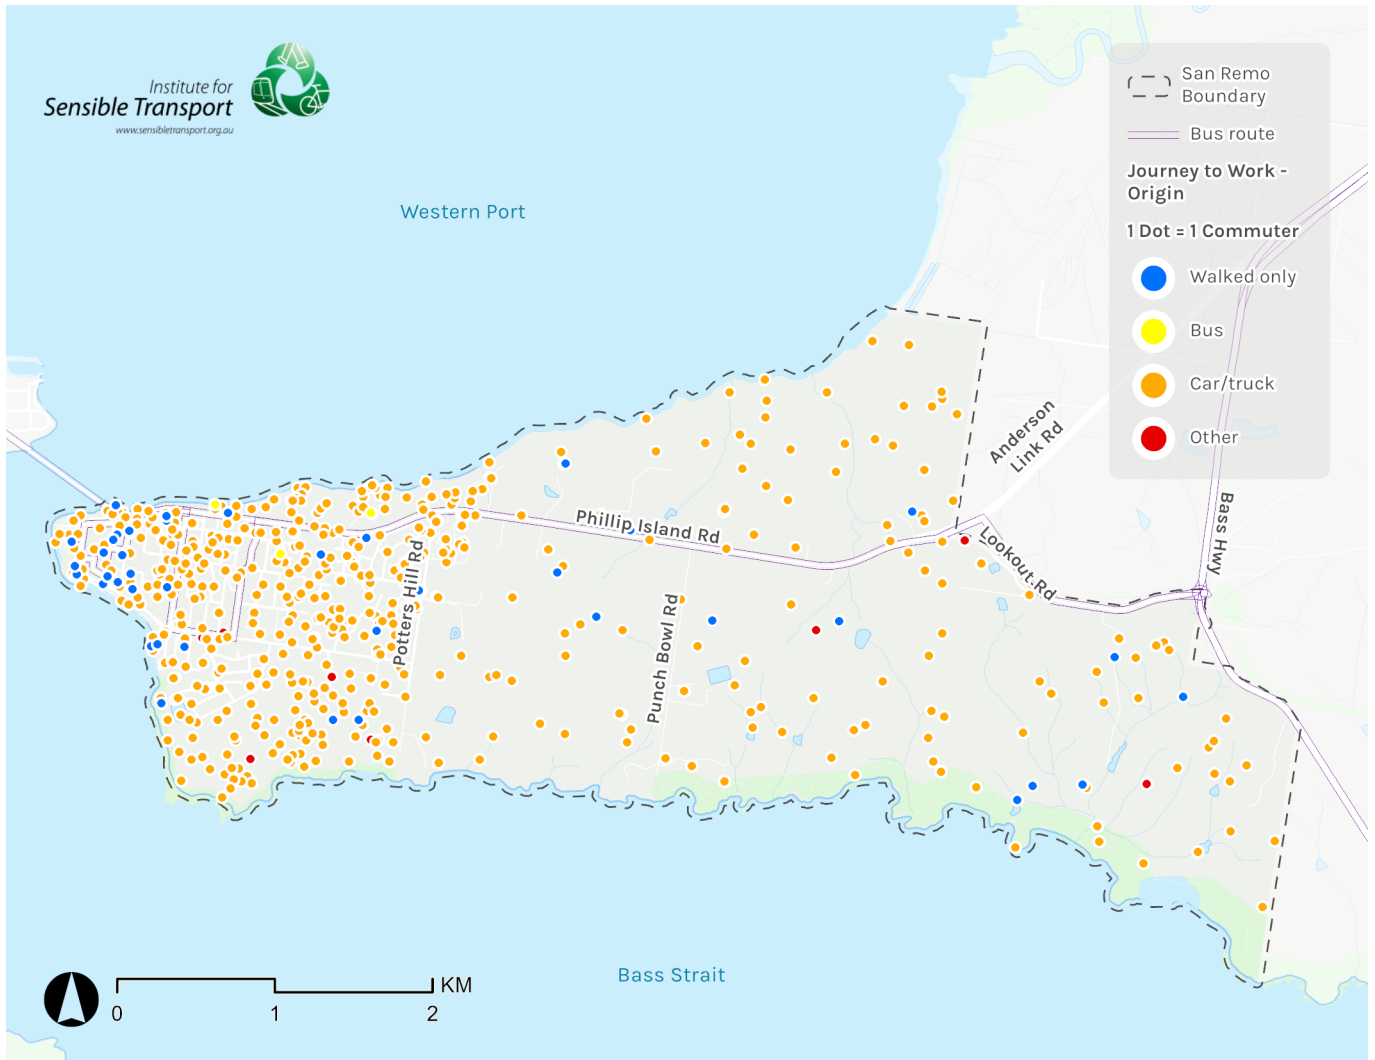 Institute for
Sensible Transport
www.sensibletransport.org.au
San Remo
Boundary
Bus route
Journey to Work -
Origin
1 Dot = 1 Commuter
Walked only
Bus
Car/truck
Other
Western Port
Anderson
Link Rd
Bass Hwy
Phillip Island Rd
Lookout Rd
Potters Hill Rd
Punch Bowl Rd
Bass Strait
KM
0
1
2